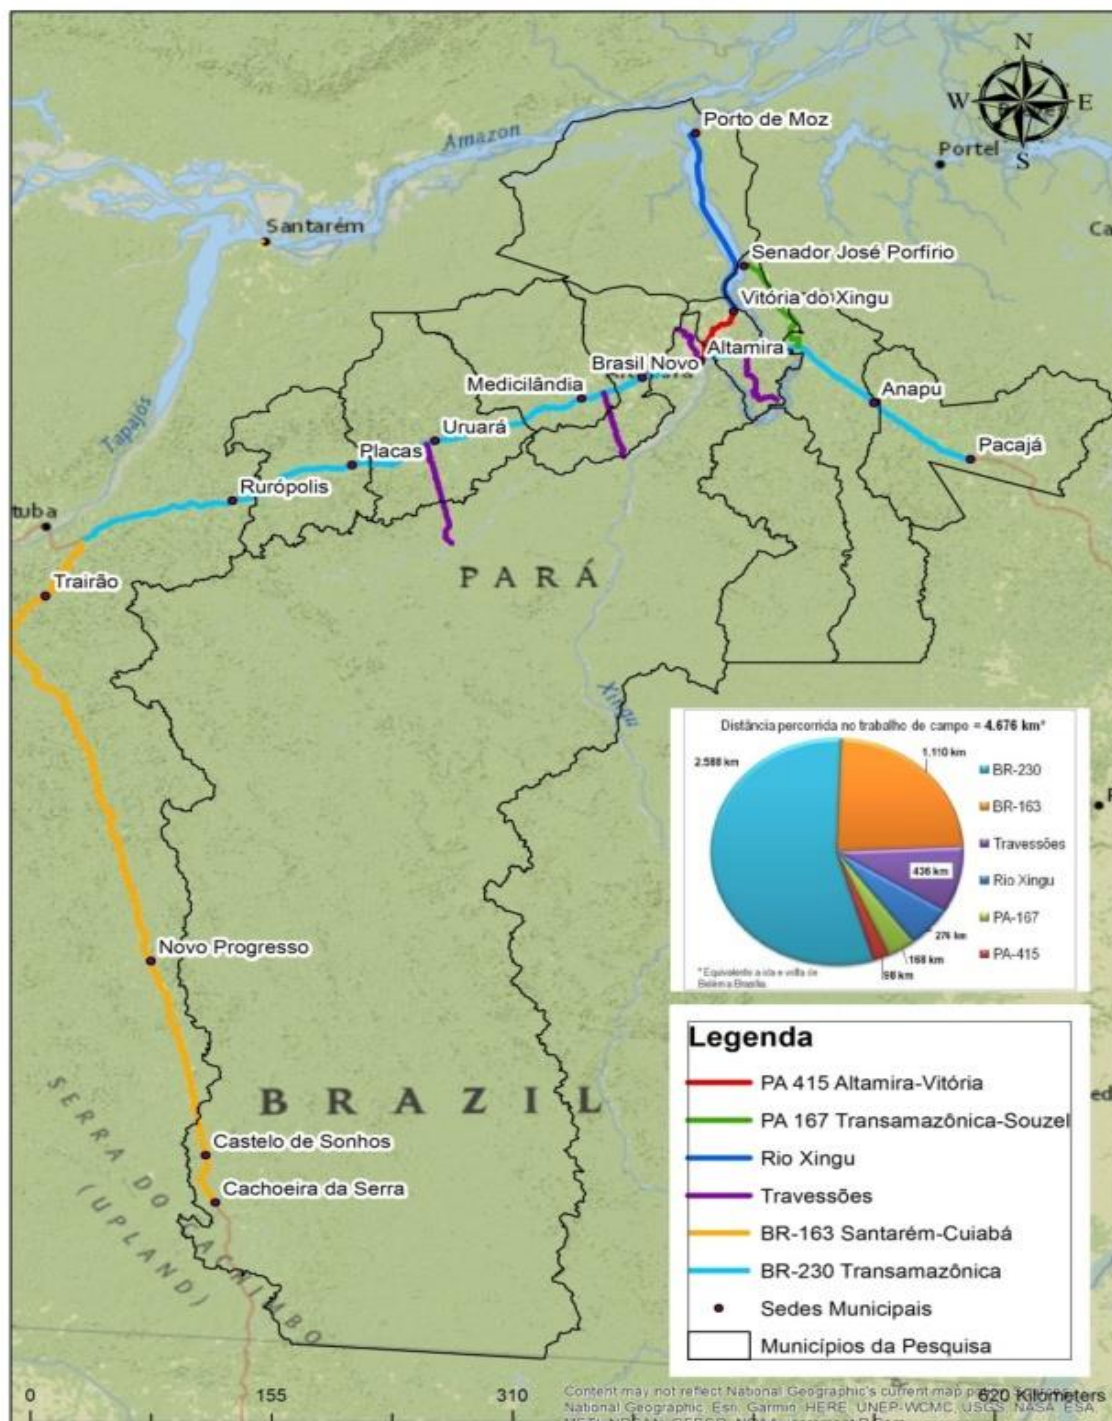 N
W
E
S
Porto de Moz
Amazon
Portel
Santarém
Senador José Porfírio
Vitória do Xingu
Altamira
Brasil Novo
Medicilândia
Anapu
Tapajós
Uruará
Placas
Pacajá
Rurópolis
tuba
PARÁ
Trairão
Xingu
Distância percorrida no trabalho de campo = 4.676 km*
2.588 km
1.110 km
BR-230
BR-163
Travessões
436 km
Rio Xingu
276 km
PA-167
168 km
98 km
PA-415
* Equivalente a ida e volta de
Belém a Brasília.
Novo Progresso
Legenda
PA 415 Altamira-Vitória
PA 167 Transamazônica-Souzel
Rio Xingu
Travessões
BR-163 Santarém-Cuiabá
BR-230 Transamazônica
Sedes Municipais
Municípios da Pesquisa
BRAZIL
Castelo de Sonhos
Cachoeira da Serra
SERRA DO CACHIMBO
(UPLAND)
0 155 310 620 Kilometers
Content may not reflect National Geographic's current map
National Geographic, Esri, Garmin, HERE, UNEP-WCMC, USGS, NASA, ESA,